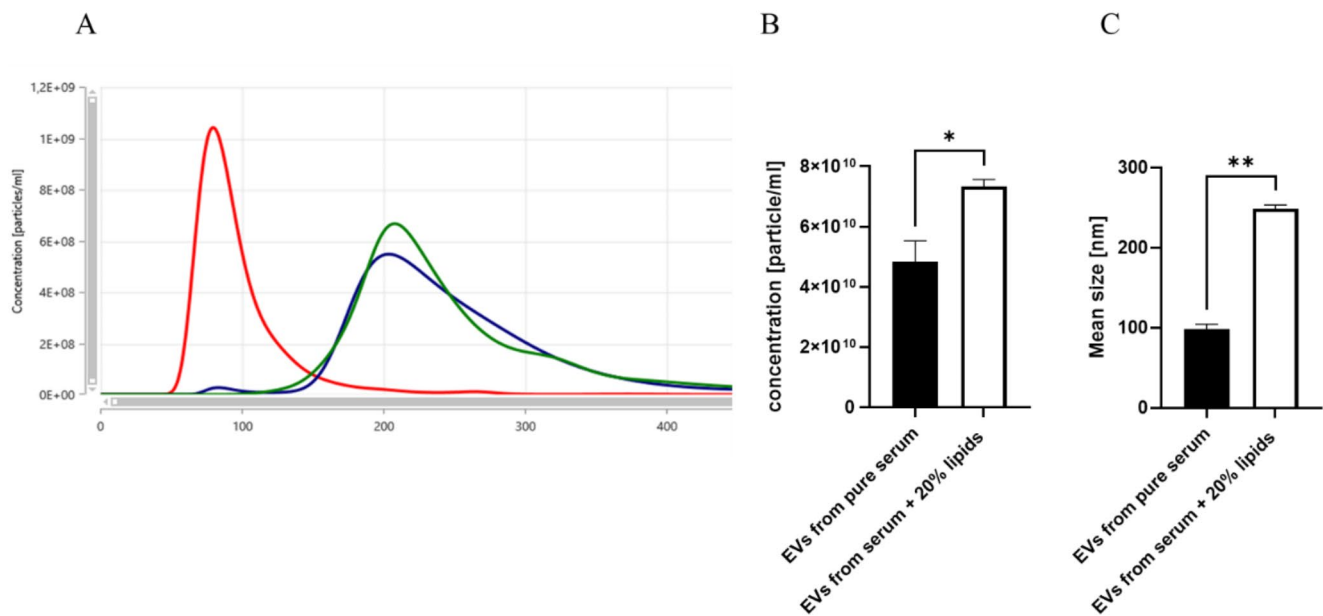 A
B
C
1,2E+09
1E+09
8E+08
6E+08
4E+08
2E+08
0E+00
Concentration [particles/ml]
0
100
200
300
400
*
8×10¹⁰
6×10¹⁰
4×10¹⁰
2×10¹⁰
0
concentration [particle/ml]
EVs from pure serum
EVs from serum + 20% lipids
**
300
200
100
0
Mean size [nm]
EVs from pure serum
EVs from serum + 20% lipids